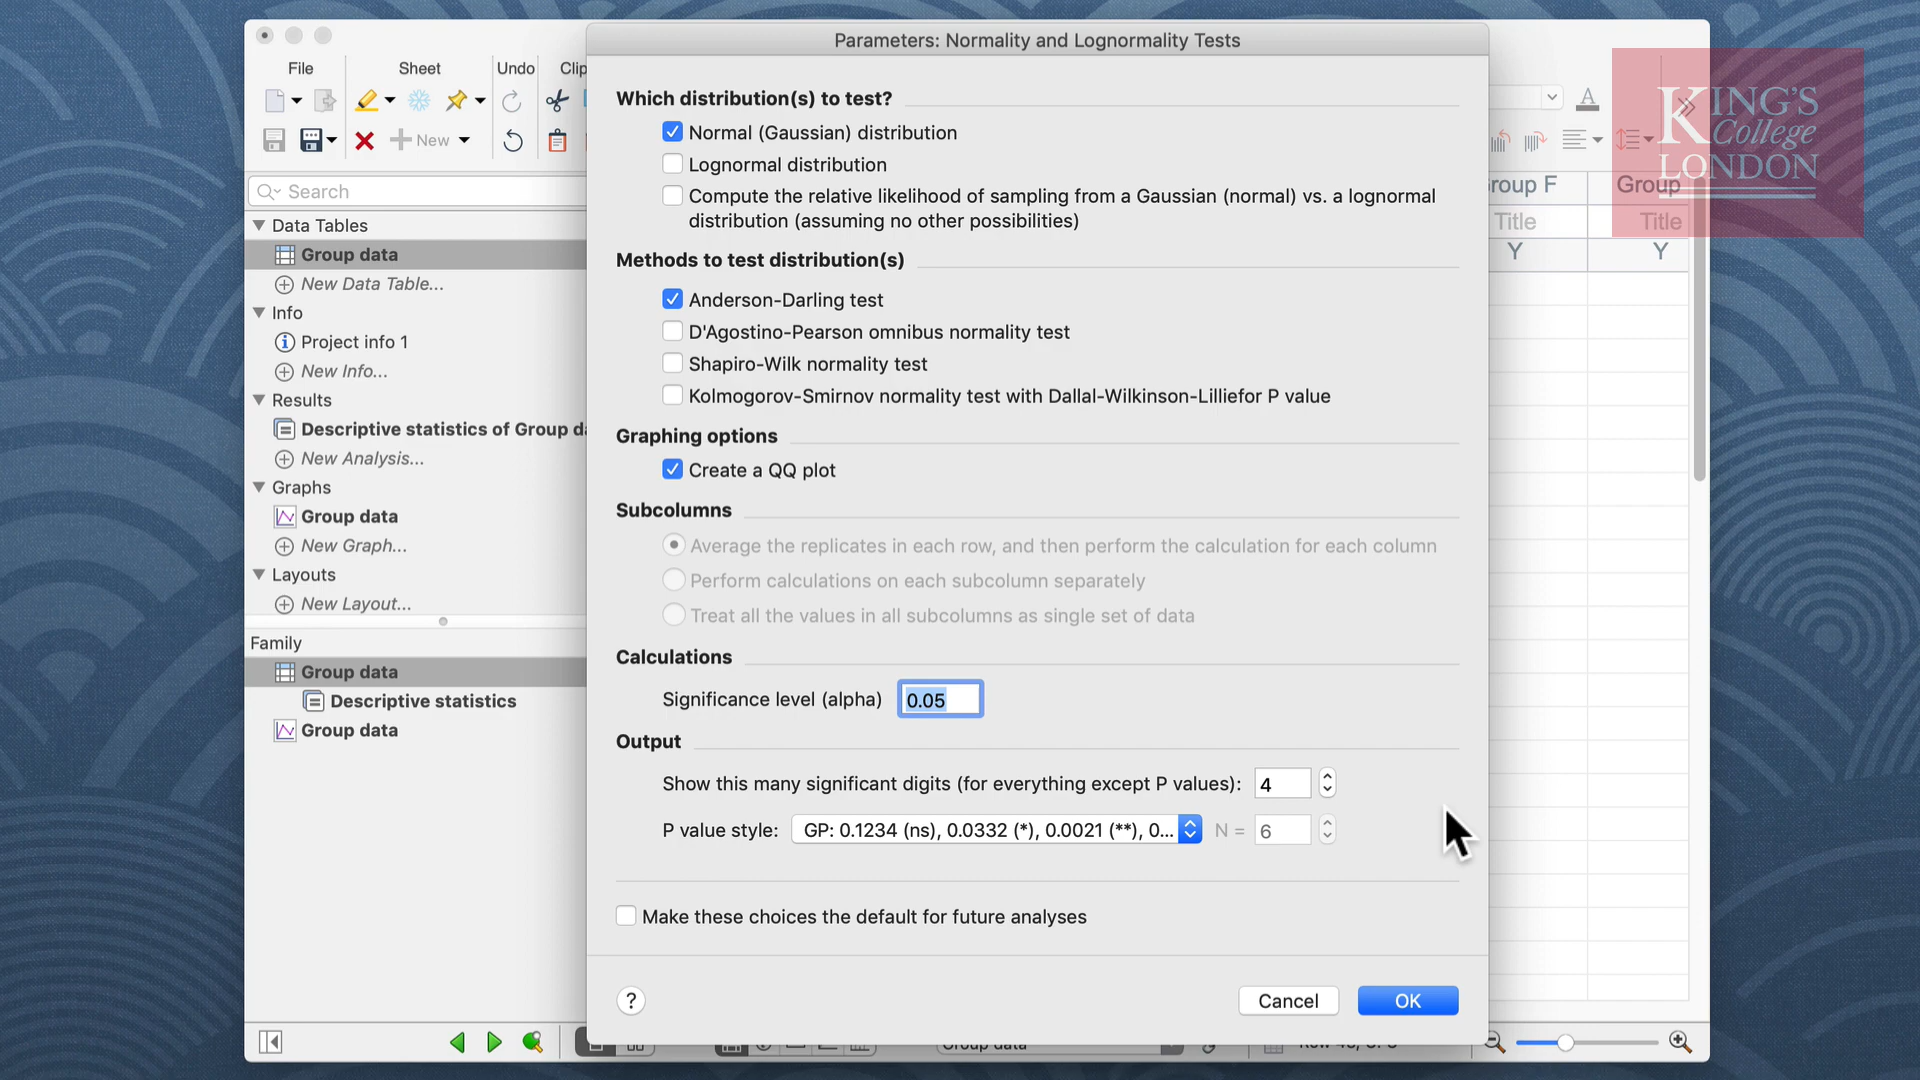 Parameters: Normality and Lognormality Tests
File
Sheet
Undo
Clip
New
Search
KING'S
College
LONDON
Group F
Group
Title
Title
Y
Y
Data Tables
Group data
New Data Table...
Info
Project info 1
New Info...
Results
Descriptive statistics of Group da
New Analysis...
Graphs
Group data
New Graph...
Layouts
New Layout...
Family
Group data
Descriptive statistics
Group data
Which distribution(s) to test?
Normal (Gaussian) distribution
Lognormal distribution
Compute the relative likelihood of sampling from a Gaussian (normal) vs. a lognormal
distribution (assuming no other possibilities)
Methods to test distribution(s)
Anderson-Darling test
D'Agostino-Pearson omnibus normality test
Shapiro-Wilk normality test
Kolmogorov-Smirnov normality test with Dallal-Wilkinson-Lilliefor P value
Graphing options
Create a QQ plot
Subcolumns
Average the replicates in each row, and then perform the calculation for each column
Perform calculations on each subcolumn separately
Treat all the values in all subcolumns as single set of data
Calculations
Significance level (alpha) 0.05
Output
Show this many significant digits (for everything except P values): 4
P value style: GP: 0.1234 (ns), 0.0332 (*), 0.0021 (**), 0... N = 6
Make these choices the default for future analyses
? Cancel OK
Group data